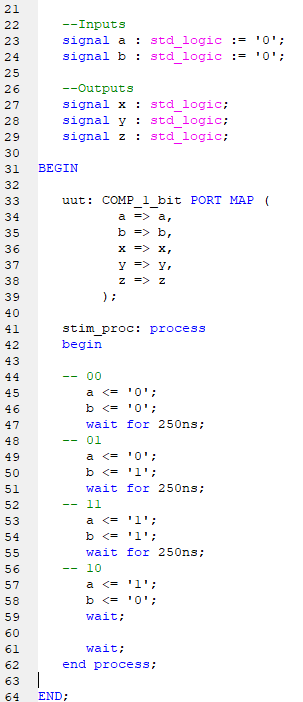 21
22 --Inputs
23 signal a : std_logic := '0';
24 signal b : std_logic := '0';
25
26 --Outputs
27 signal x : std_logic;
28 signal y : std_logic;
29 signal z : std_logic;
30
31 BEGIN
32
33 uut: COMP_1_bit PORT MAP (
34 a => a,
35 b => b,
36 x => x,
37 y => y,
38 z => z
39 );
40
41 stim_proc: process
42 begin
43
44 -- 00
45 a <= '0';
46 b <= '0';
47 wait for 250ns;
48 -- 01
49 a <= '0';
50 b <= '1';
51 wait for 250ns;
52 -- 11
53 a <= '1';
54 b <= '1';
55 wait for 250ns;
56 -- 10
57 a <= '1';
58 b <= '0';
59 wait;
60
61 wait;
62 end process;
63
64 END;